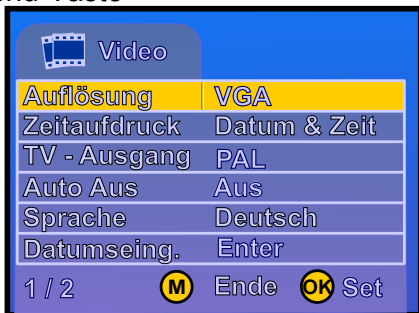 Video
Auflösung VGA
Zeitaufdruck Datum & Zeit
TV - Ausgang PAL
Auto Aus Aus
Sprache Deutsch
Datumseing. Enter
1 / 2 M Ende OK Set